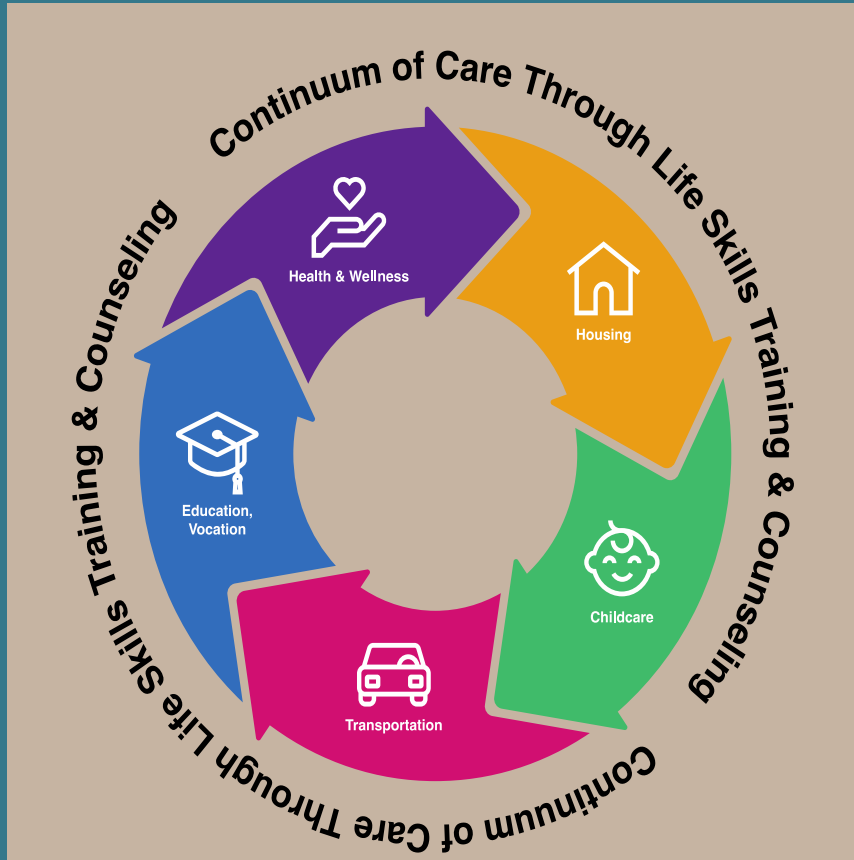 Continuum of Care Through Life Skills Training & Counseling
Health & Wellness
Housing
Childcare
Transportation
Education,
Vocation
Continuum of Care Through Life Skills Training & Counseling